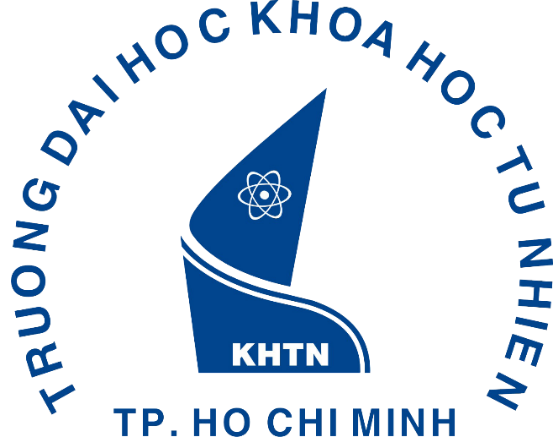 TRUONG DAI HOC KHOA HOC TU NHIEN
KHTN
TP. HO CHI MINH